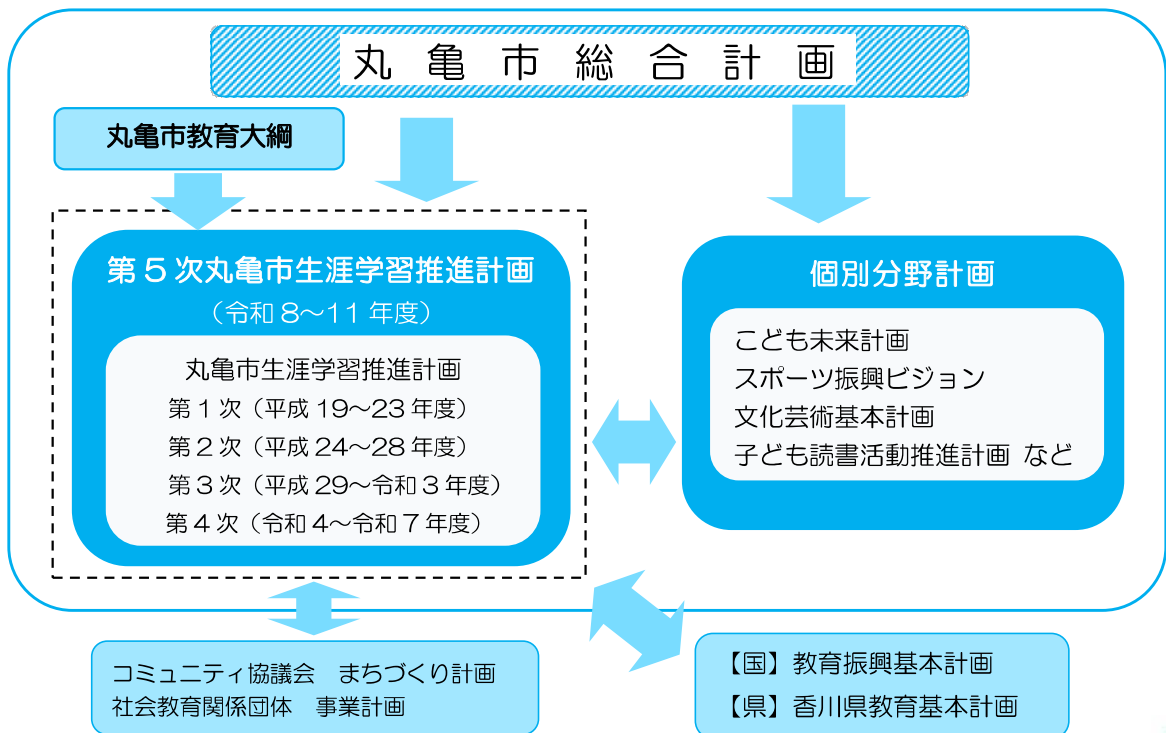 丸亀市総合計画
丸亀市教育大綱
第5次丸亀市生涯学習推進計画
（令和8～11年度）
丸亀市生涯学習推進計画
第1次（平成19～23年度）
第2次（平成24～28年度）
第3次（平成29～令和3年度）
第4次（令和4～令和7年度）
個別分野計画
こども未来計画
スポーツ振興ビジョン
文化芸術基本計画
子ども読書活動推進計画 など
コミュニティ協議会　まちづくり計画
社会教育関係団体　事業計画
【国】教育振興基本計画
【県】香川県教育基本計画